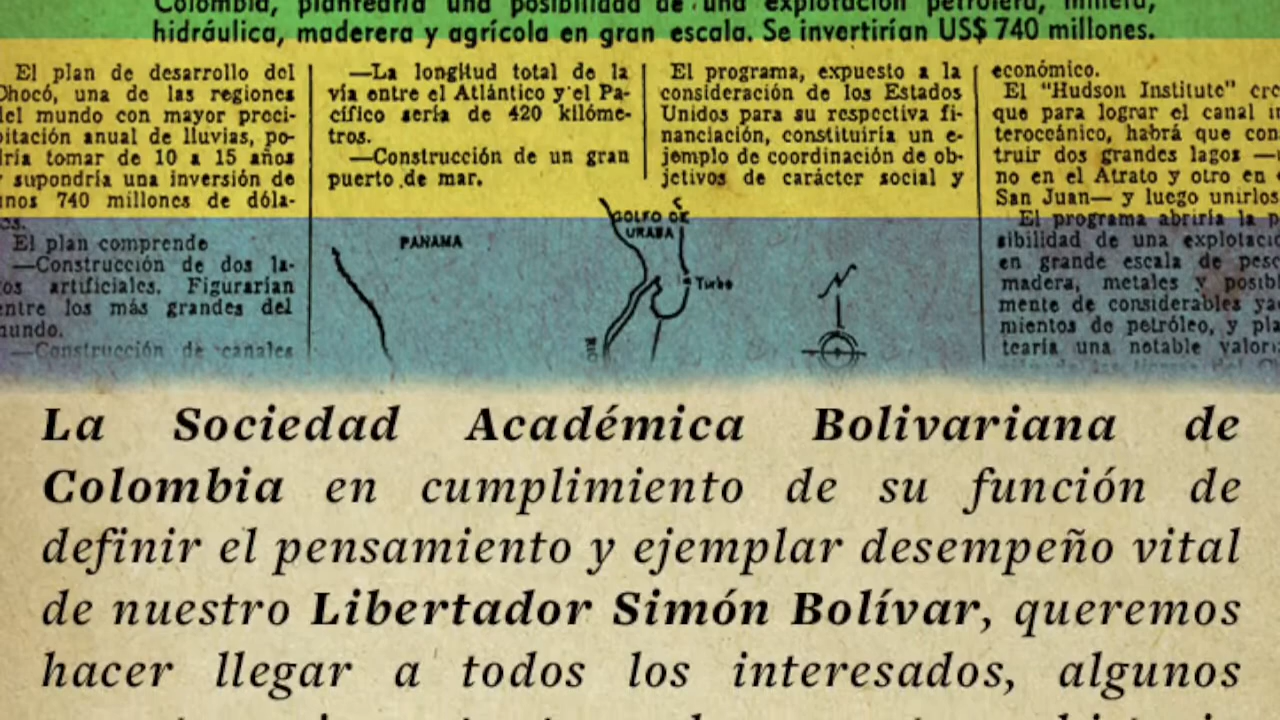 Colombia, plantearía una posibilidad de una explotación petrolera, minera,
hidráulica, maderera y agrícola en gran escala. Se invertirían US$ 740 millones.
El plan de desarrollo del
Chocó, una de las regiones
del mundo con mayor preci-
pitación anual de lluvias, po-
dría tomar de 10 a 15 años
y supondría una inversión de
unos 740 millones de dóla-
res.
El plan comprende
—Construcción de dos la-
gos artificiales. Figurarían
entre los más grandes del
mundo.
—Construcción de canales
—La longitud total de la
vía entre el Atlántico y el Pa-
cífico sería de 420 kilóme-
tros.
—Construcción de un gran
puerto de mar.
El programa, expuesto a la
consideración de los Estados
Unidos para su respectiva fi-
nanciación, constituiría un e-
jemplo de coordinación de ob-
jetivos de carácter social y
PANAMA
GOLFO DE
URABA
Turbo
RIO
económico.
El "Hudson Institute" cre
que para lograr el canal in
teroceánico, habrá que con
truir dos grandes lagos —
no en el Atrato y otro en
San Juan— y luego unirlos
El programa abriría la p
sibilidad de una explotació
en grande escala de pesc
madera, metales y posib
mente de considerables ya
mientos de petróleo, y pla
tearía una notable valori
La Sociedad Académica Bolivariana de
Colombia en cumplimiento de su función de
definir el pensamiento y ejemplar desempeño vital
de nuestro Libertador Simón Bolívar, queremos
hacer llegar a todos los interesados, algunos